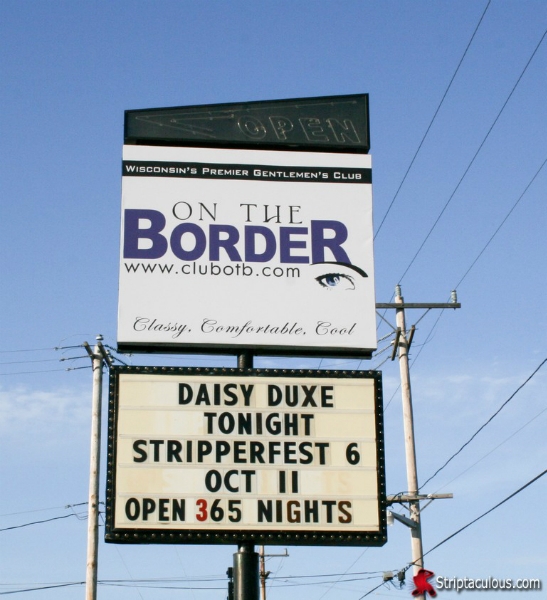 OPEN
WISCONSIN'S PREMIER GENTLEMEN'S CLUB
ON THE
BORDER
www.clubotb.com
Classy, Comfortable, Cool
DAISY DUXE
TONIGHT
STRIPPERFEST 6
OCT 11
OPEN 365 NIGHTS
Striptaculous.com